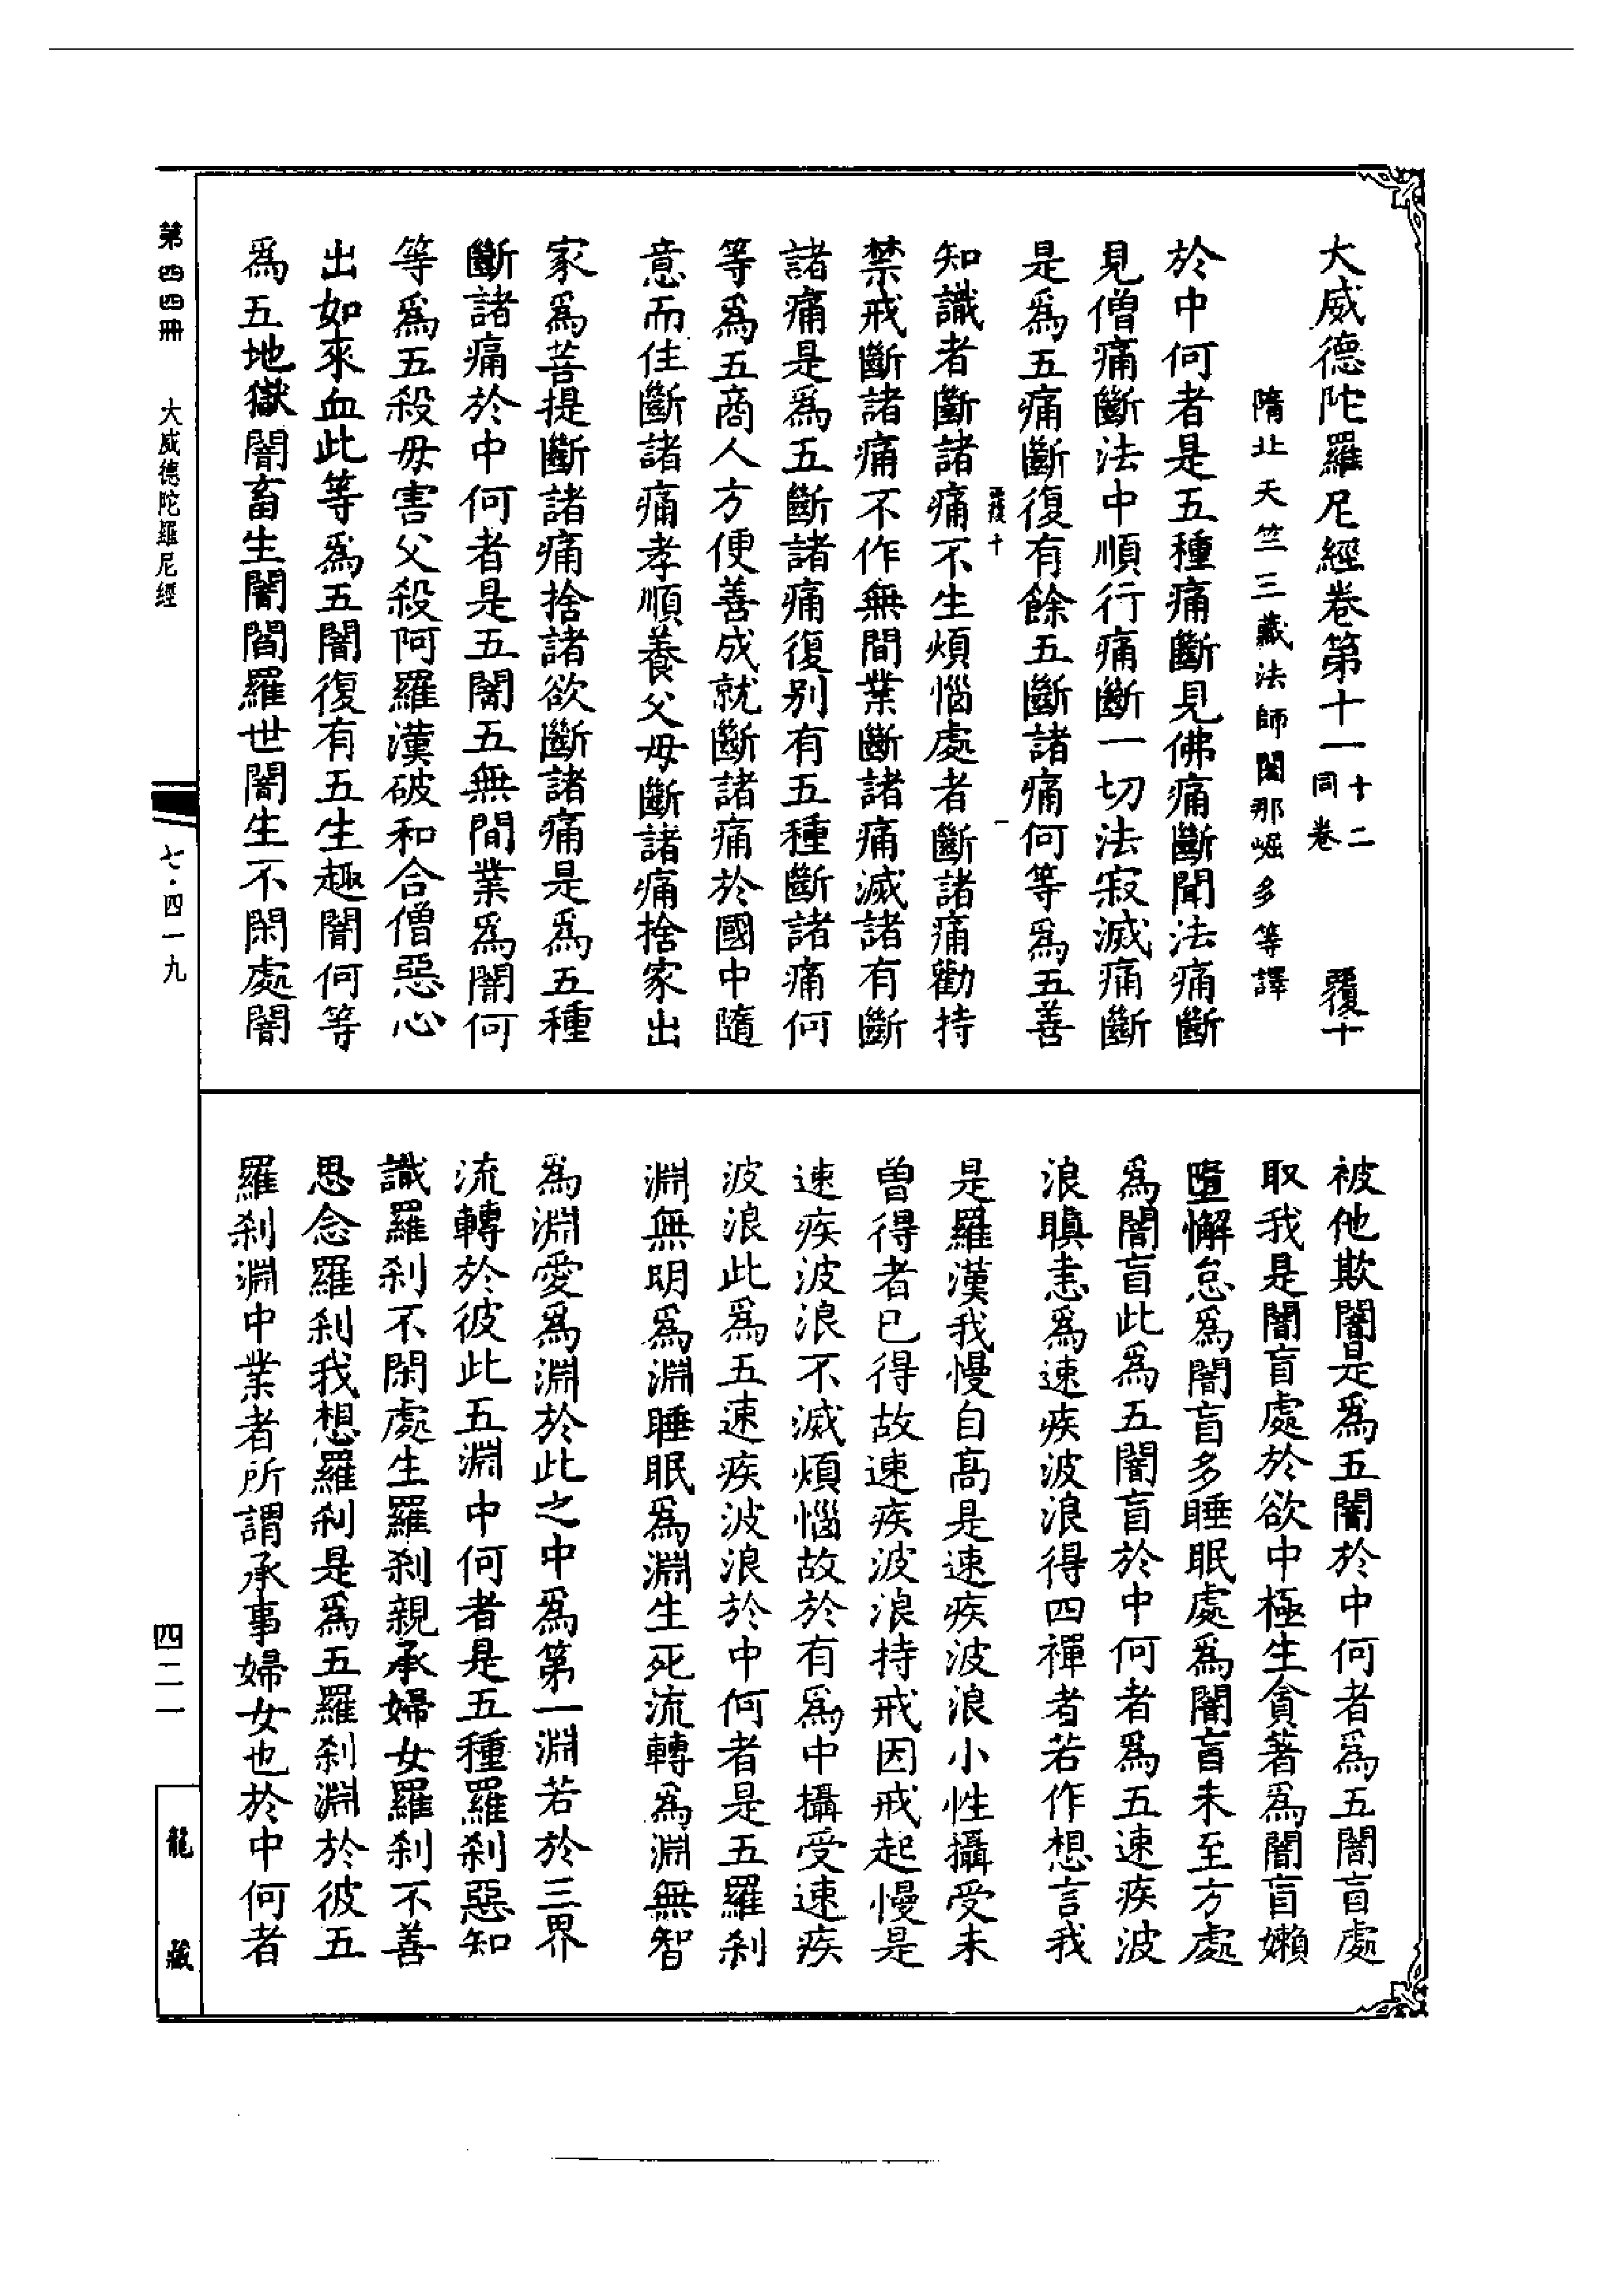 大威德陀羅尼經卷第十一 十二同卷 覆十
隋北天竺三藏法師闍那崛多等譯
於中何者是五種痛斷見佛痛斷聞法痛斷
見僧痛斷法中順行痛斷一切法寂滅痛斷
是爲五痛斷復有餘五斷諸痛何等爲五善
知識者斷諸痛不生煩惱處者斷諸痛勸持
禁戒斷諸痛不作無間業斷諸痛滅諸有斷
諸痛是爲五斷諸痛復别有五種斷諸痛何
等爲五商人方便善成就斷諸痛於國中隨
意而住斷諸痛孝順養父母斷諸痛捨家出
家爲菩提斷諸痛捨諸欲斷諸痛是爲五種
斷諸痛於中何者是五闇五無間業爲闇何
等爲五殺母害父殺阿羅漢破和合僧惡心
出如來血此等爲五闇復有五生趣闇何等
爲五地獄闇畜生闇閻羅世闇生不閑處闇
被他欺闇是爲五闇於中何者爲五闇盲處
取我是闇盲處於欲中極生貪著爲闇盲嬾
墮懈怠爲闇盲多睡眠處爲闇盲未至方處
爲闇盲此爲五闇盲於中何者爲五速疾波
浪瞋恚爲速疾波浪得四禪者若作想言我
是羅漢我慢自高是速疾波浪小性攝受未
曾得者已得故速疾波浪持戒因戒起慢是
速疾波浪不滅煩惱故於有爲中攝受速疾
波浪此爲五速疾波浪於中何者是五羅刹
淵無明爲淵睡眠爲淵生死流轉爲淵無智
爲淵愛爲淵於此之中爲第一淵若於三界
流轉於彼此五淵中何者是五種羅刹惡知
識羅刹不閑處生羅刹親承婦女羅刹不善
思念羅刹我想羅刹是爲五羅刹淵於彼五
羅刹淵中業者所謂承事婦女也於中何者
第四四冊 大威德陀羅尼經
七·四一九
四二一
龍藏